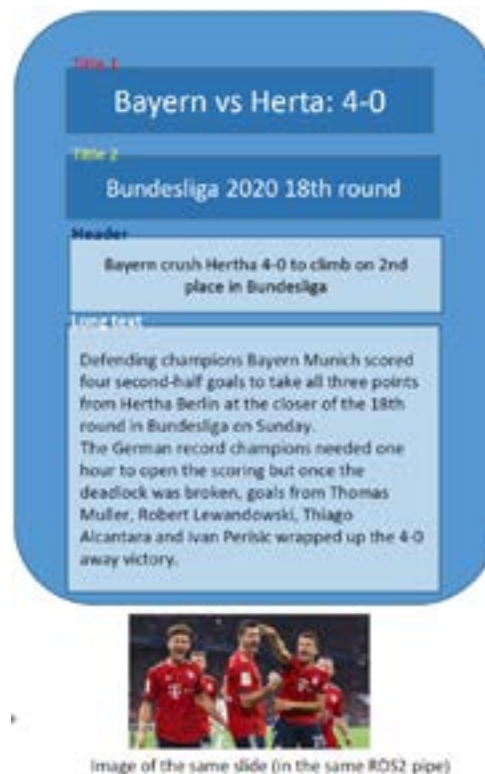 Title 1
Bayern vs Herta: 4-0
Title 2
Bundesliga 2020 18th round
Header
Bayern crush Hertha 4-0 to climb on 2nd
place in Bundesliga
Long text
Defending champions Bayern Munich scored
four second-half goals to take all three points
from Hertha Berlin at the closer of the 18th
round in Bundesliga on Sunday.
The German record champions needed one
hour to open the scoring but once the
deadlock was broken, goals from Thomas
Muller, Robert Lewandowski, Thiago
Alcantara and Ivan Perisic wrapped up the 4-0
away victory.
Image of the same slide (in the same ROS2 pipe)